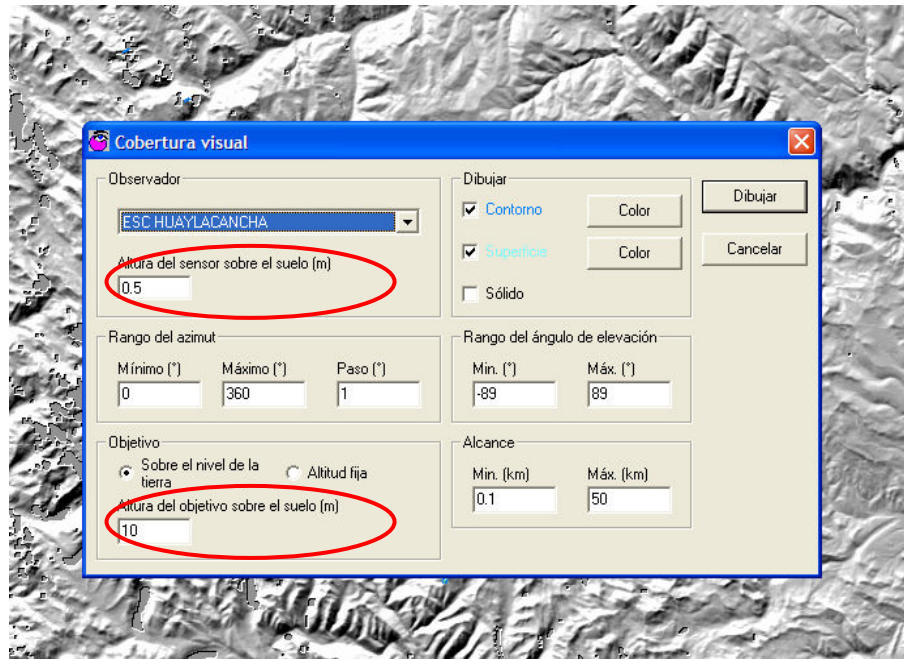 Cobertura visual
Observador
ESC HUAYLACANCHA
Altura del sensor sobre el suelo (m)
0.5
Dibujar
Contorno
Color
Superficie
Color
Sólido
Dibujar
Cancelar
Rango del azimut
Mínimo (°)
Máximo (°)
Paso (°)
0
360
1
Rango del ángulo de elevación
Min. (°)
Máx. (°)
-89
89
Objetivo
Sobre el nivel de la
tierra
Altitud fija
Altura del objetivo sobre el suelo (m)
10
Alcance
Min. (km)
Máx. (km)
0.1
50